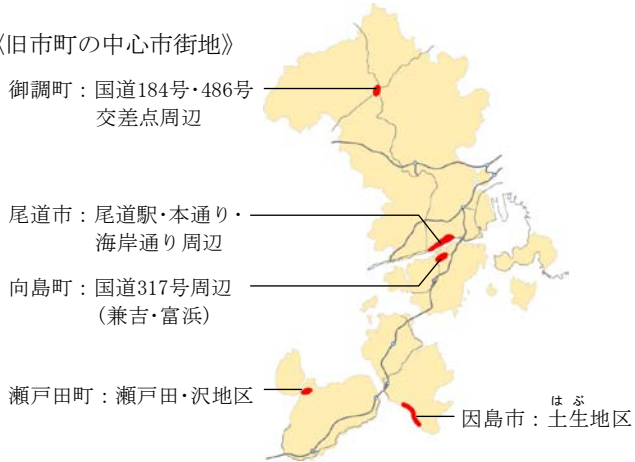 《旧市町の中心市街地》
御調町：国道184号・486号
交差点周辺
尾道市：尾道駅・本通り・
海岸通り周辺
向島町：国道317号周辺
（兼吉・富浜）
瀬戸田町：瀬戸田・沢地区
はぶ
因島市：土生地区